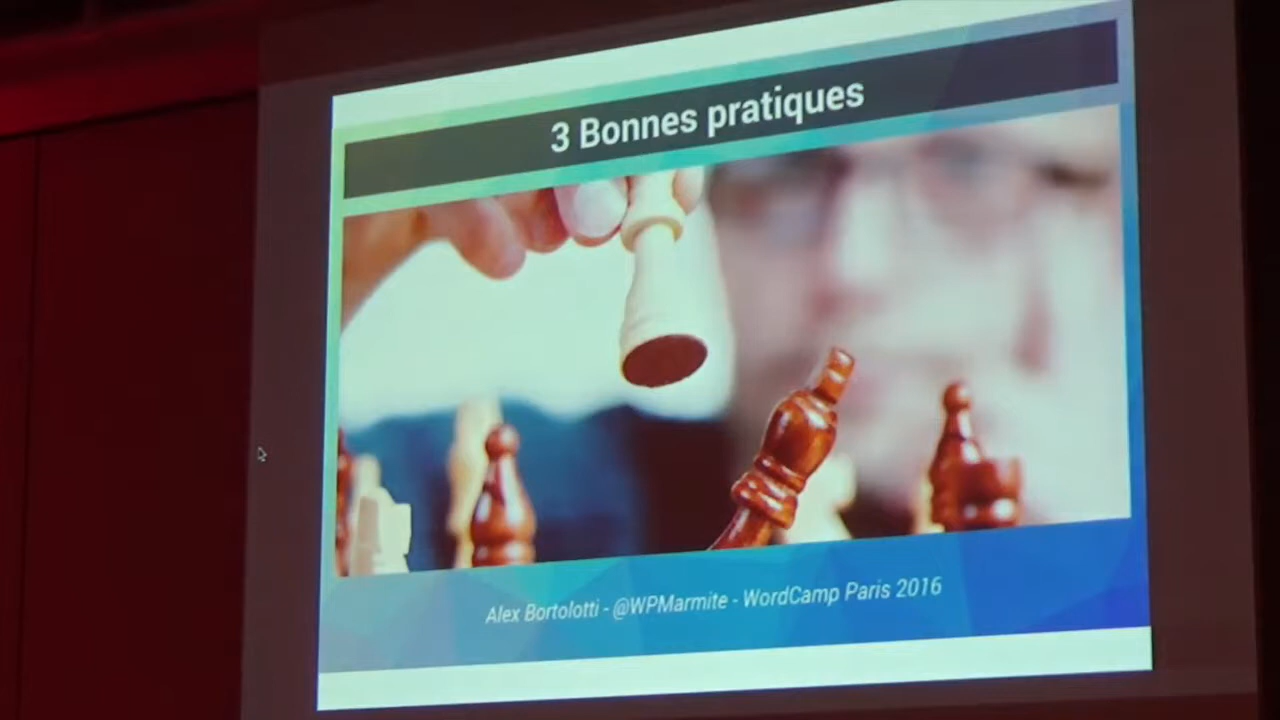 3 Bonnes pratiques
Alex Bortolotti - @WPMarmite - WordCamp Paris 2016